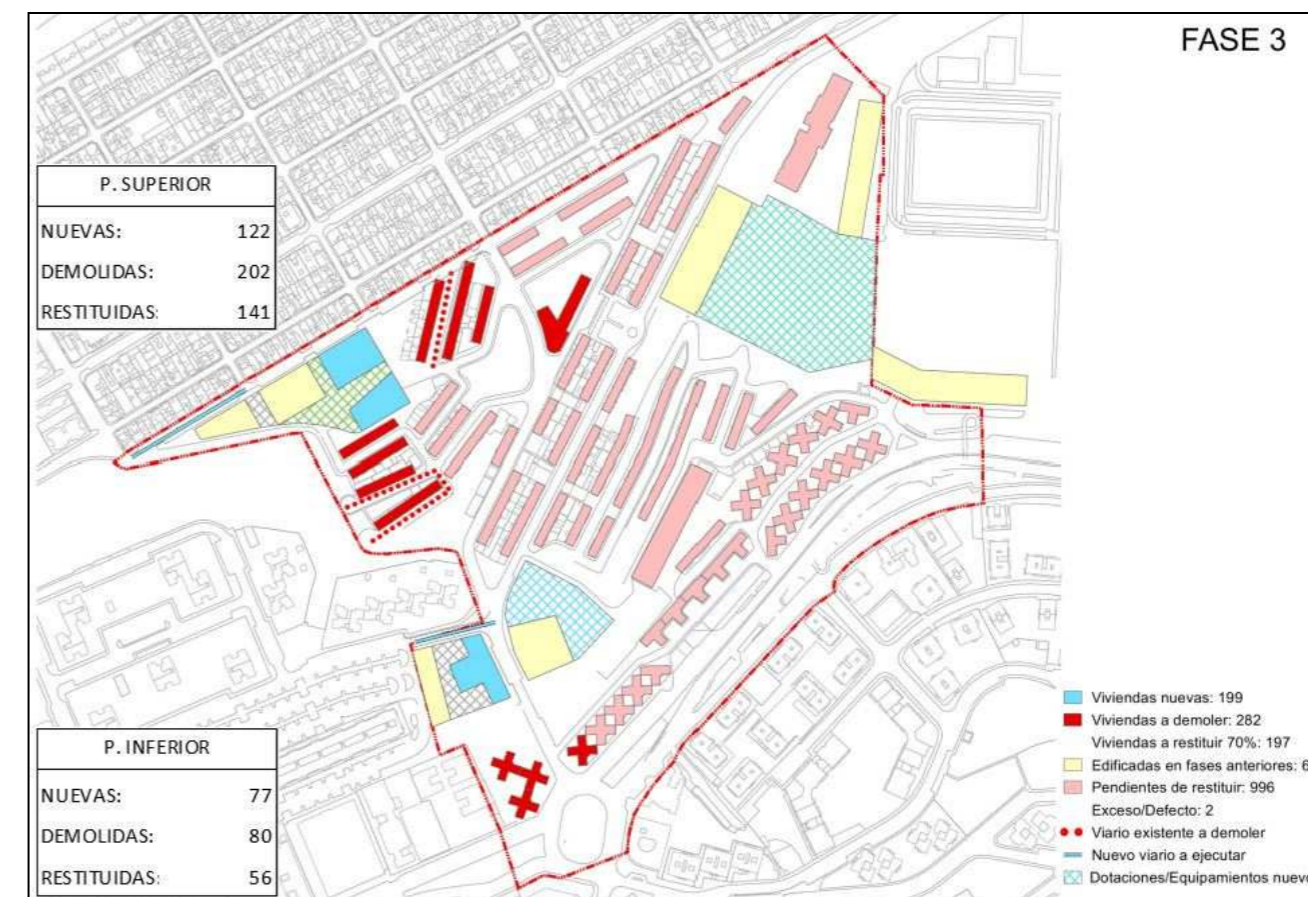 FASE 3
P. SUPERIOR
NUEVAS: 122
DEMOLIDAS: 202
RESTITUIDAS: 141
P. INFERIOR
NUEVAS: 77
DEMOLIDAS: 80
RESTITUIDAS: 56
Viviendas nuevas: 199
Viviendas a demoler: 282
Viviendas a restituir 70%: 197
Edificadas en fases anteriores: 6
Pendientes de restituir: 996
Exceso/Defecto: 2
Viario existente a demoler
Nuevo viario a ejecutar
Dotaciones/Equipamientos nuevo